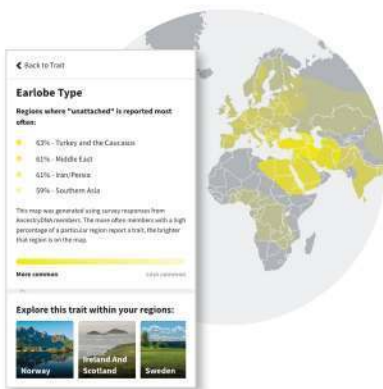 Back to Trait
Earlobe Type
Regions where "unattached" is reported most
often:
63% - Turkey and the Caucasus
61% - Middle East
61% - Iran/Persia
59% - Southern Asia
This map was generated using survey responses from
AncestryDNA members. The more often members with a high
percentage of a particular region report a trait, the brighter
that region is on the map.
More common
Less common
Explore this trait within your regions:
Norway
Ireland And
Scotland
Sweden